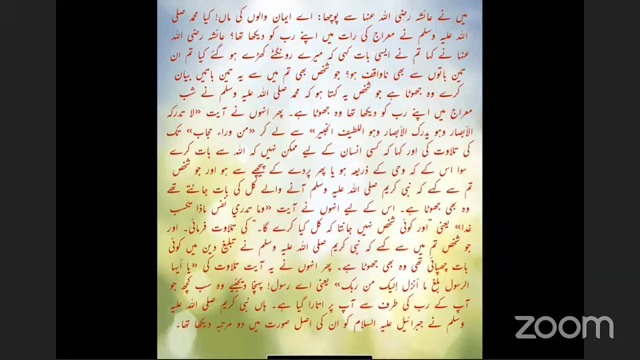 میں نے عائشہ رضی اللہ عنہا سے پوچھا: اے ایمان والوں کی ماں! کیا محمد صلی
اللہ علیہ وسلم نے معراج کی رات میں اپنے رب کو دیکھا تھا؟ عائشہ رضی اللہ
عنہا نے کہا تم نے ایسی بات کہی کہ میرے رونگٹے کھڑے ہو گئے کیا تم ان
تین باتوں سے بھی ناواقف ہو؟ جو شخص بھی تم میں سے یہ تین باتیں بیان
کرے وہ جھوٹا ہے جو شخص یہ کہتا ہو کہ محمد صلی اللہ علیہ وسلم نے شب
معراج میں اپنے رب کو دیکھا تھا وہ جھوٹا ہے۔ پھر انہوں نے آیت «لا تدركه
الأبصار وهو يدرك الأبصار وهو اللطيف الخبير» سے لے کر «من وراء حجاب» تک
کی تلاوت کی اور کہا کہ کسی انسان کے لیے ممکن نہیں کہ اللہ سے بات کرے
سوا اس کے کہ وحی کے ذریعہ ہو یا پھر پردے کے پیچھے سے ہو اور جو شخص
تم سے کہے کہ نبی کریم صلی اللہ علیہ وسلم آنے والے کل کی بات جانتے تھے
وہ بھی جھوٹا ہے۔ اس کے لیے انہوں نے آیت «وما تدري نفس ماذا تكسب
غدا» یعنی ”اور کوئی شخص نہیں جانتا کہ کل کیا کرے گا۔“ کی تلاوت فرمائی۔ اور
جو شخص تم میں سے کہے کہ نبی کریم صلی اللہ علیہ وسلم نے تبلیغ دین میں کوئی
بات چھپائی تھی وہ بھی جھوٹا ہے۔ پھر انہوں نے یہ آیت تلاوت کی «يا أيها
الرسول بلغ ما أنزل إليك من ربك» یعنی اے رسول! پہنچا دیجئیے وہ سب کچھ جو
آپ کے رب کی طرف سے آپ پر اتارا گیا ہے۔ ہاں نبی کریم صلی اللہ علیہ
وسلم نے جبرائیل علیہ السلام کو ان کی اصل صورت میں دو مرتبہ دیکھا تھا۔
zoom